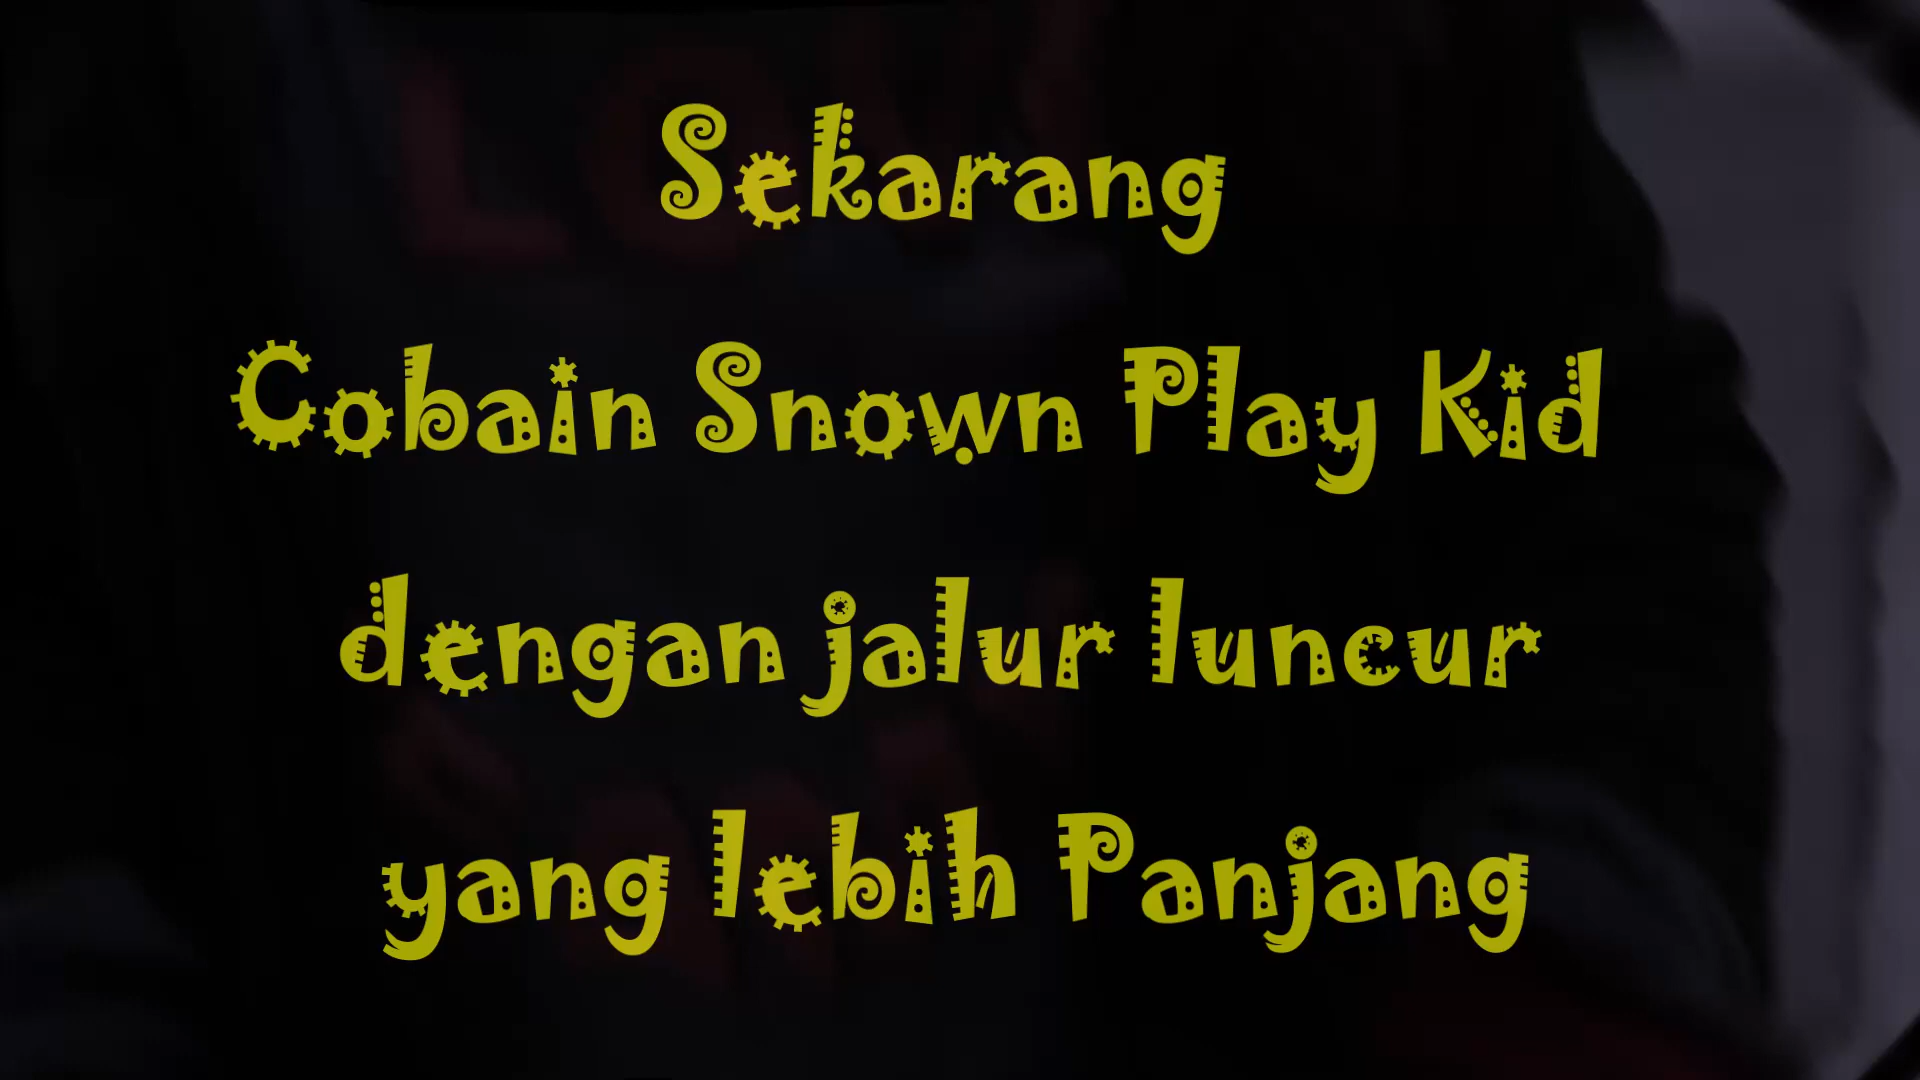 Sekarang
Cobain Snown Play Kid
dengan jalur luncur
yang lebih Panjang